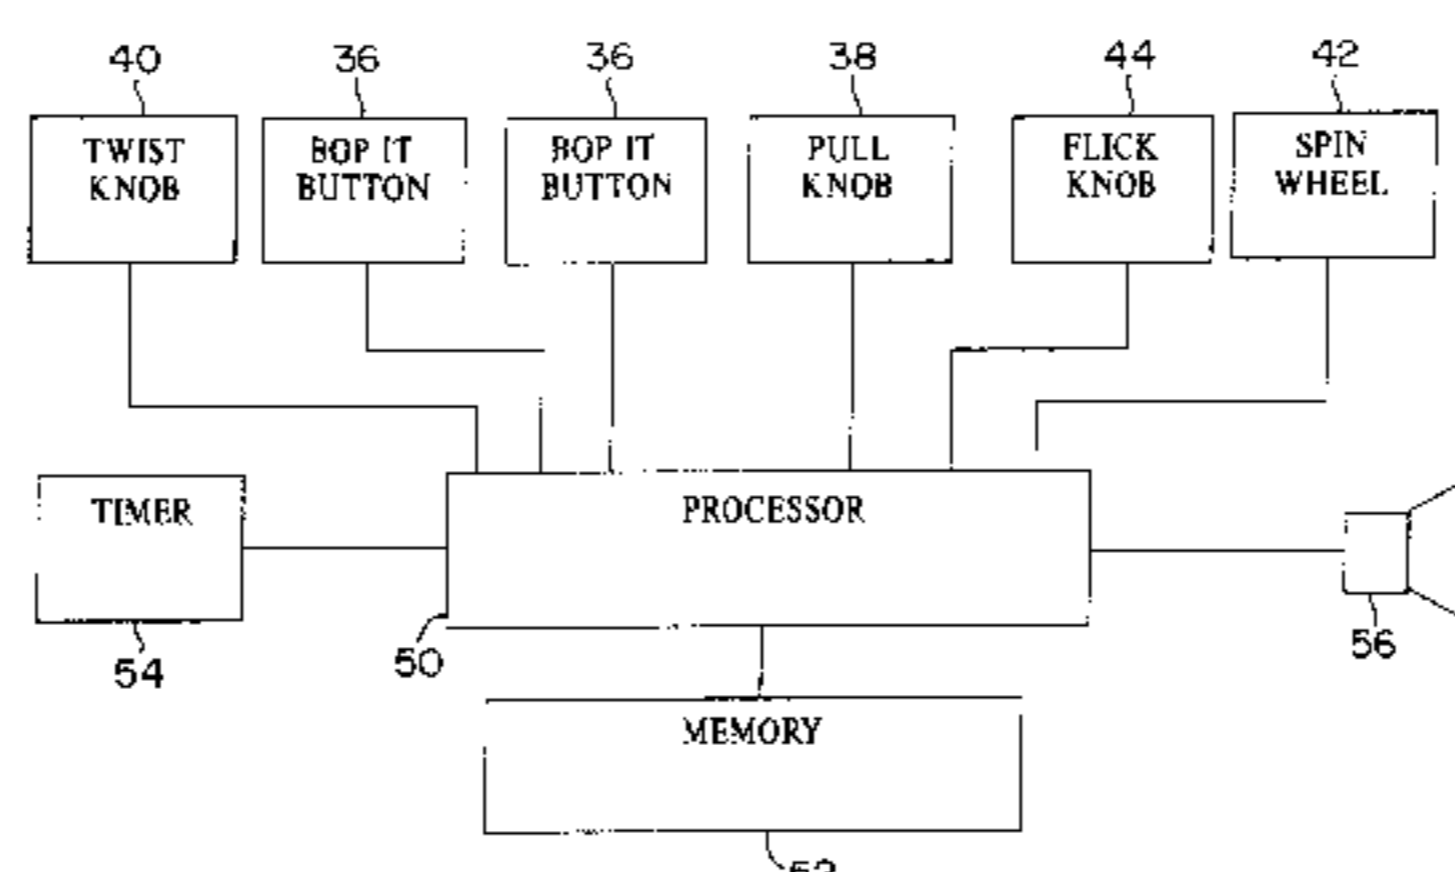 40
36
36
38
44
42
TWIST
KNOB
BOP IT
BUTTON
BOP IT
BUTTON
PULL
KNOB
FLICK
KNOB
SPIN
WHEEL
TIMER
PROCESSOR
54
50
56
MEMORY